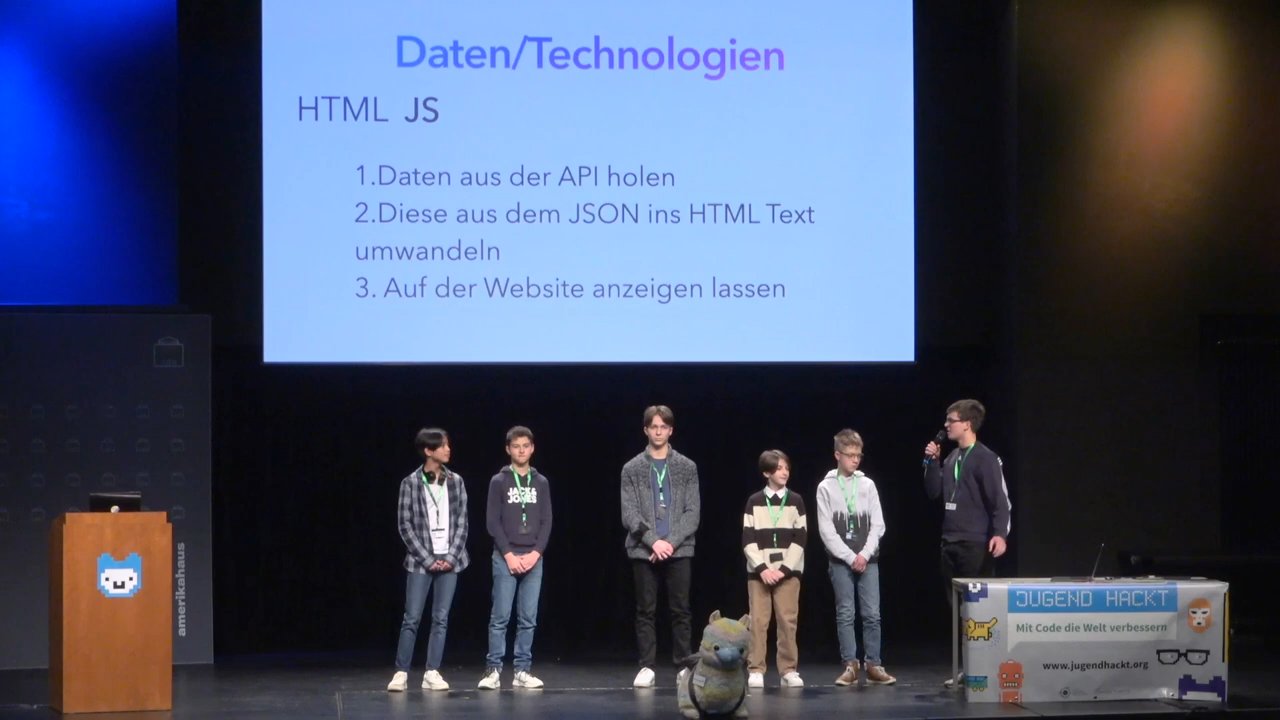 Daten/Technologien
HTML JS
1.Daten aus der API holen
2.Diese aus dem JSON ins HTML Text
umwandeln
3. Auf der Website anzeigen lassen
JACK&
JONES
amerikahaus
JUGEND HACKT
Mit Code die Welt verbessern
www.jugendhackt.org